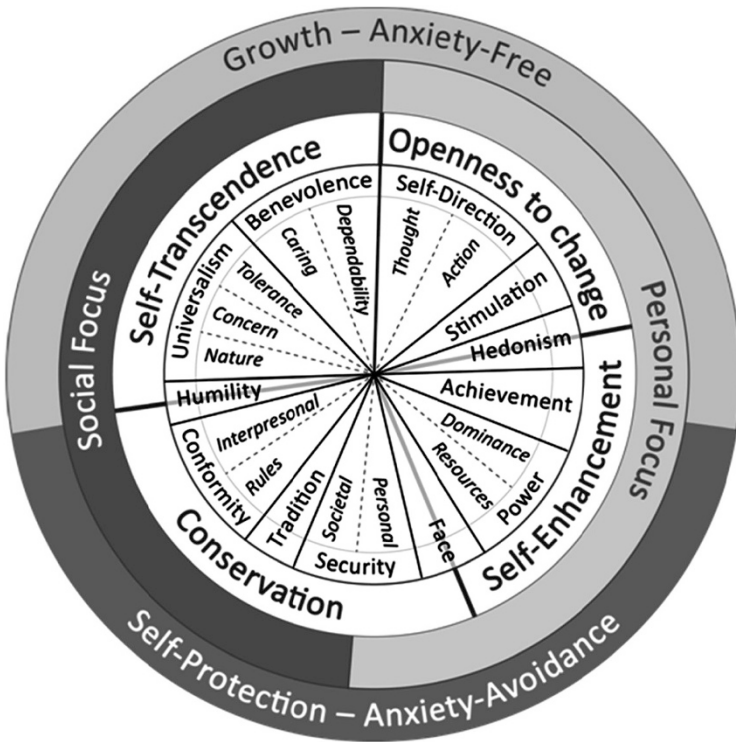 Growth – Anxiety-Free
Social Focus
Personal Focus
Self-Protection – Anxiety-Avoidance
Self-Transcendence
Openness to change
Self-Enhancement
Conservation
Benevolence
Caring
Dependability
Self-Direction
Thought
Action
Stimulation
Hedonism
Achievement
Dominance
Resources
Power
Face
Security
Personal
Societal
Tradition
Conformity
Rules
Interpresonal
Humility
Universalism
Nature
Concern
Tolerance